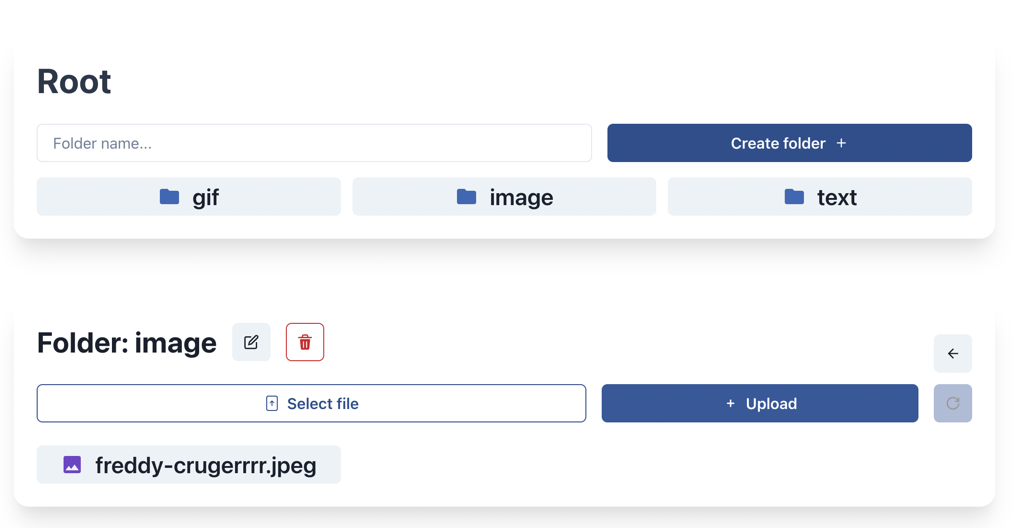 Root
Folder name...
Create folder +
gif
image
text
Folder: image
Select file
+ Upload
freddy-crugerrrr.jpeg